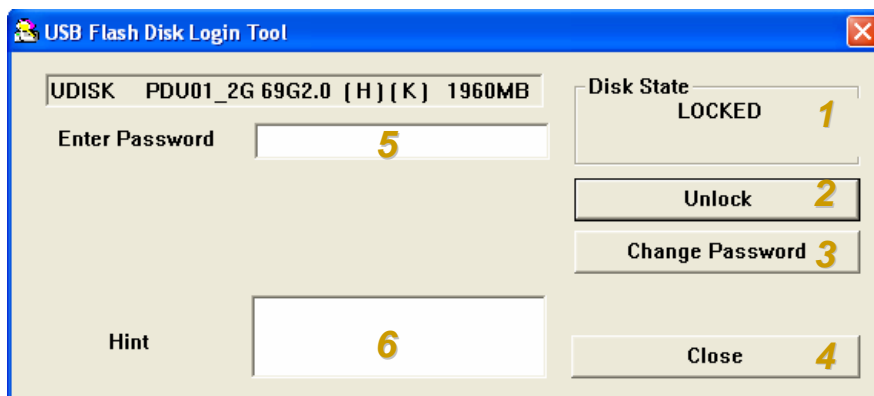 USB Flash Disk Login Tool
UDISK PDU01_2G 69G2.0 (H)(K) 1960MB
Disk State
LOCKED 1
Enter Password 5
Unlock 2
Change Password 3
Hint 6
Close 4